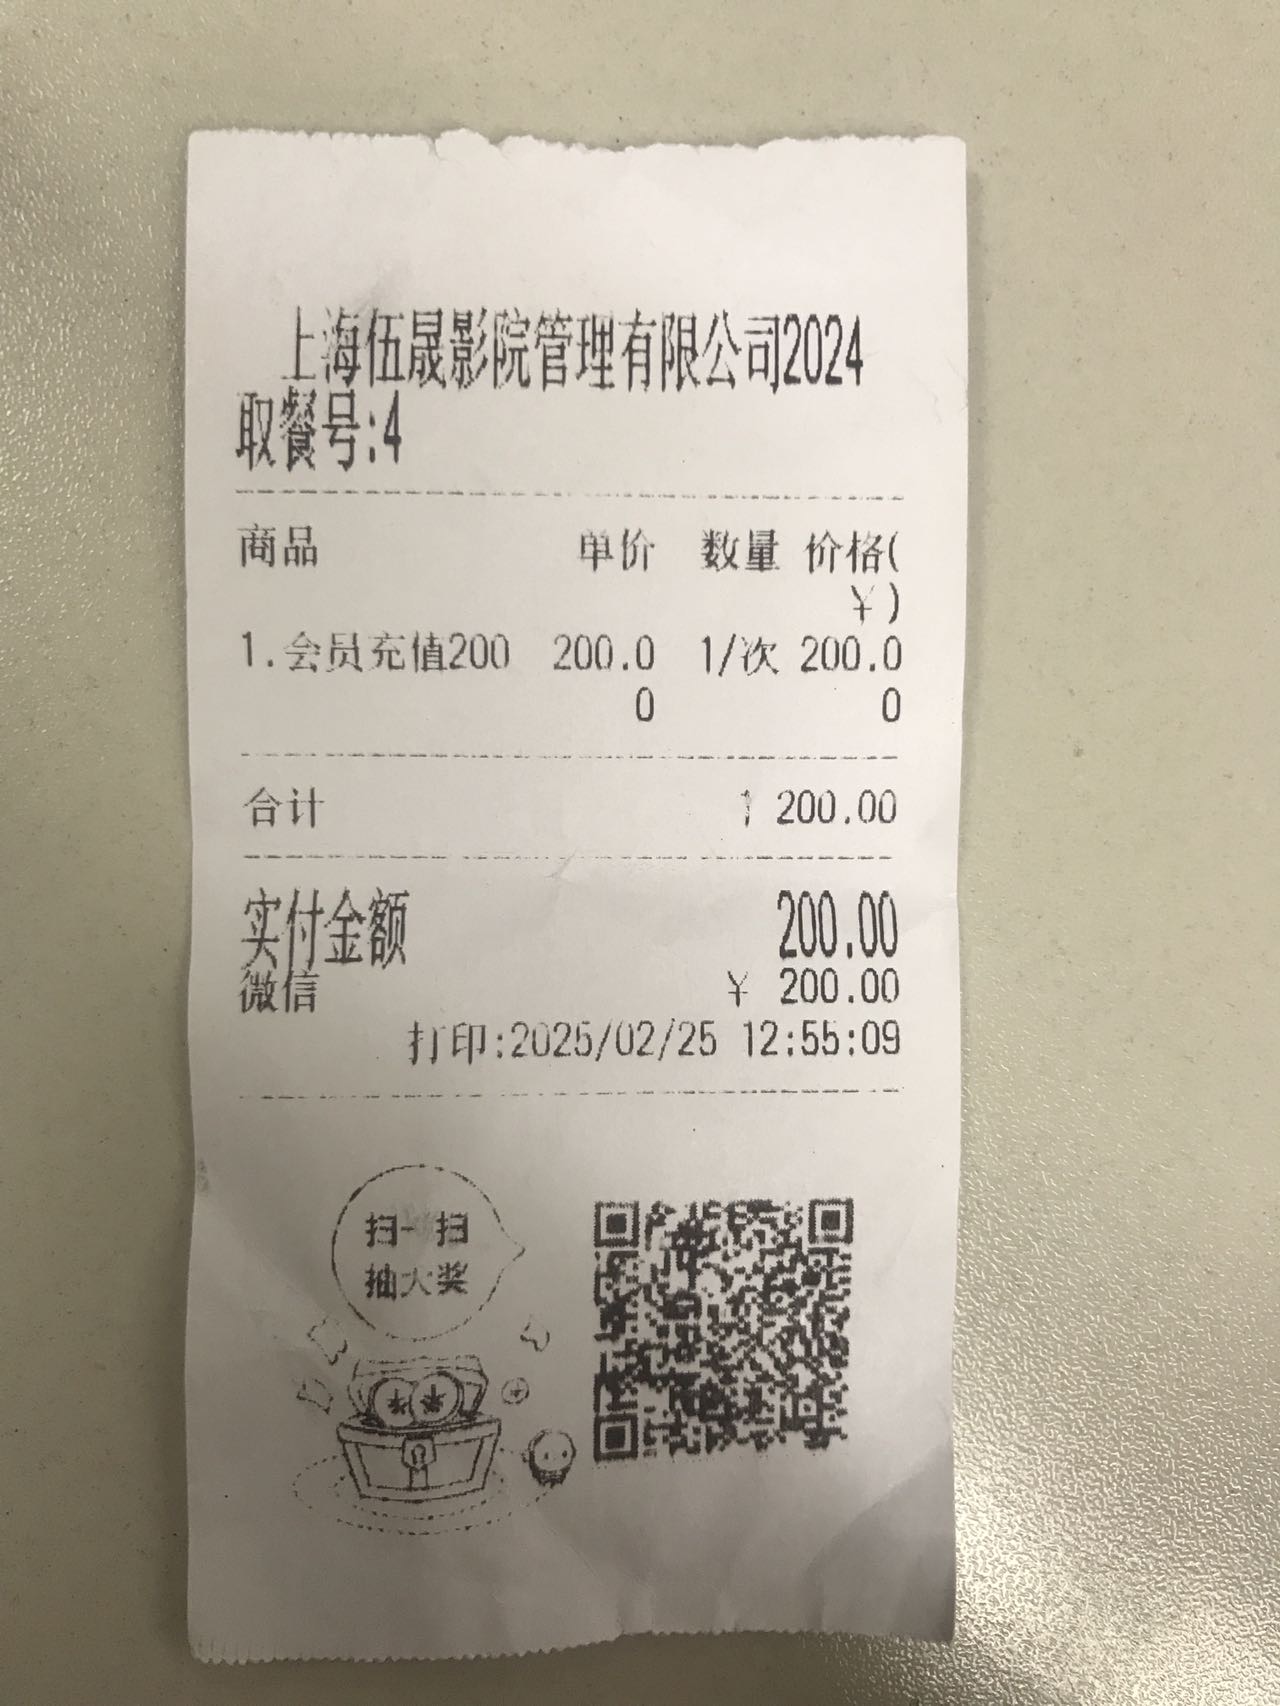 上海伍晟影院管理有限公司2024
取餐号:4
商品 单价 数量 价格(
¥)
1.会员充值200 200.0 1/次 200.0
0 0
合计 1 200.00
实付金额 200.00
微信 ¥ 200.00
打印:2025/02/25 12:55:09
扫一扫
抽大奖